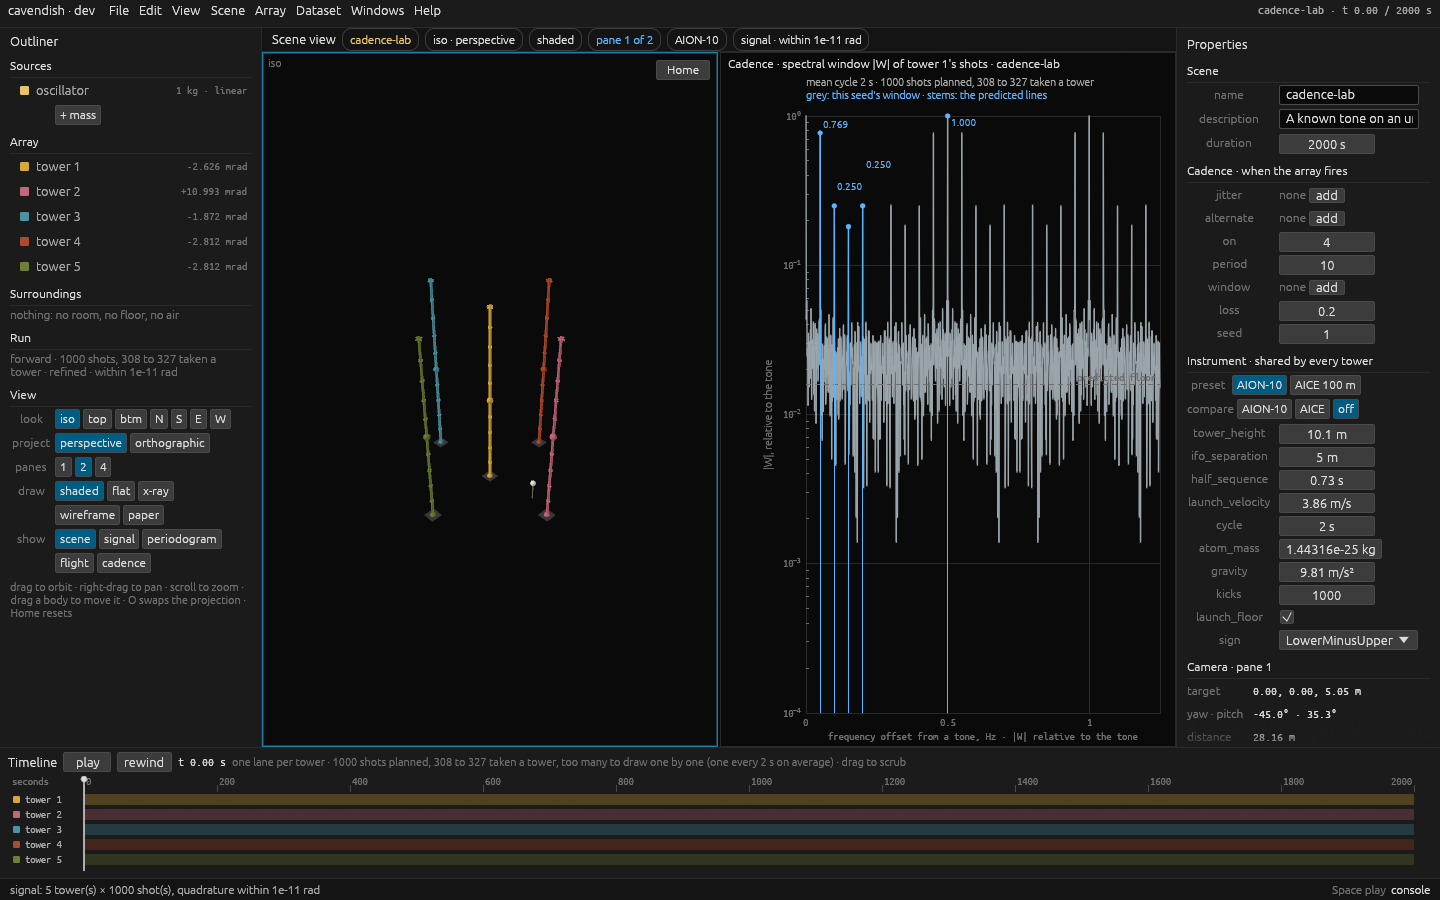 cavendish · dev File Edit View Scene Array Dataset Windows Help
cadence-lab · t 0.00 / 2000 s
Outliner
Sources
oscillator 1 kg · linear
+ mass
Array
tower 1 -2.626 mrad
tower 2 +10.993 mrad
tower 3 -1.872 mrad
tower 4 -2.812 mrad
tower 5 -2.812 mrad
Surroundings
nothing: no room, no floor, no air
Run
forward · 1000 shots, 308 to 327 taken a
tower · refined · within 1e-11 rad
View
look iso top btm N S E W
project perspective orthographic
panes 1 2 4
draw shaded flat x-ray
wireframe paper
show scene signal periodogram
flight cadence
drag to orbit · right-drag to pan · scroll to zoom ·
drag a body to move it · O swaps the projection ·
Home resets
Scene view cadence-lab iso · perspective shaded pane 1 of 2 AION-10 signal · within 1e-11 rad
iso
Home
Cadence · spectral window |W| of tower 1's shots · cadence-lab
mean cycle 2 s · 1000 shots planned, 308 to 327 taken a tower
grey: this seed's window · stems: the predicted lines
10⁰
10⁻¹
10⁻²
10⁻³
10⁻⁴
0.769
1.000
0.250
0.250
predicted floor
|W|, relative to the tone
0 0.5 1
frequency offset from a tone, Hz · |W| relative to the tone
Properties
Scene
name cadence-lab
description A known tone on an u
duration 2000 s
Cadence · when the array fires
jitter none add
alternate none add
on 4
period 10
window none add
loss 0.2
seed 1
Instrument · shared by every tower
preset AION-10 AICE 100 m
compare AION-10 AICE off
tower_height 10.1 m
ifo_separation 5 m
half_sequence 0.73 s
launch_velocity 3.86 m/s
cycle 2 s
atom_mass 1.44316e-25 kg
gravity 9.81 m/s²
kicks 1000
launch_floor
sign LowerMinusUpper
Camera · pane 1
target 0.00, 0.00, 5.05 m
yaw · pitch -45.0° · 35.3°
distance 28.16 m
Timeline play rewind t 0.00 s one lane per tower · 1000 shots planned, 308 to 327 taken a tower, too many to draw one by one (one every 2 s on average) · drag to scrub
seconds 0 200 400 600 800 1000 1200 1400 1600 1800 2000
tower 1
tower 2
tower 3
tower 4
tower 5
signal: 5 tower(s) × 1000 shot(s), quadrature within 1e-11 rad
Space play console